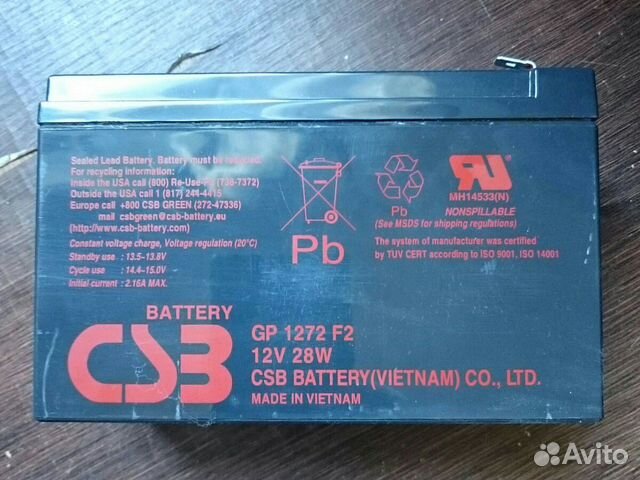 Sealed Lead Battery. Battery must be recycled.
For recycling information:
Inside the USA call (800) Re-Use-Pb (738-7372)
Outside the USA call 1 (817) 244-4415
Europe call +800 CSB GREEN (272-47336)
mail csbgreen@csb-battery.eu
(http://www.csb-battery.com)
Constant voltage charge, Voltage regulation (20°C)
Standby use : 13.5-13.8V
Cycle use : 14.4-15.0V
Initial current : 2.16A MAX.
Pb
Pb
MH14533(N)
NONSPILLABLE
(See MSDS for shipping regulations)
The system of manufacturer was certified
by TUV CERT according to ISO 9001, ISO 14001
BATTERY
CSB
GP 1272 F2
12V 28W
CSB BATTERY(VIETNAM) CO., LTD.
MADE IN VIETNAM
Avito